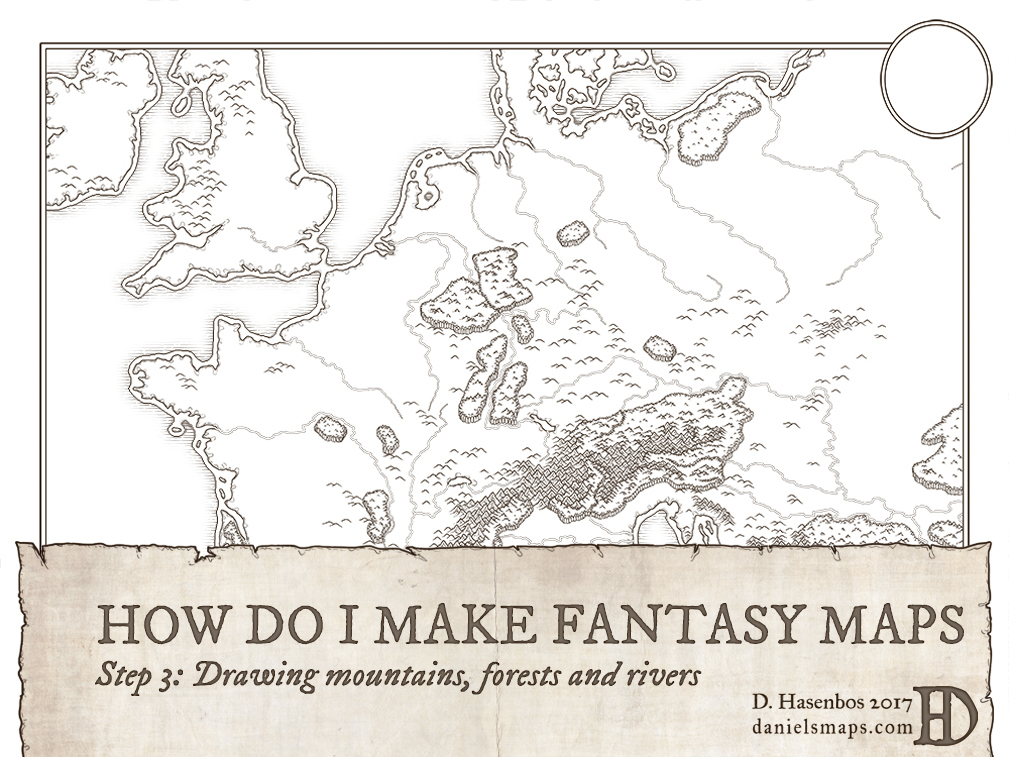 HOW DO I MAKE FANTASY MAPS
Step 3: Drawing mountains, forests and rivers
D. Hasenbos 2017
danielsmaps.com
HD